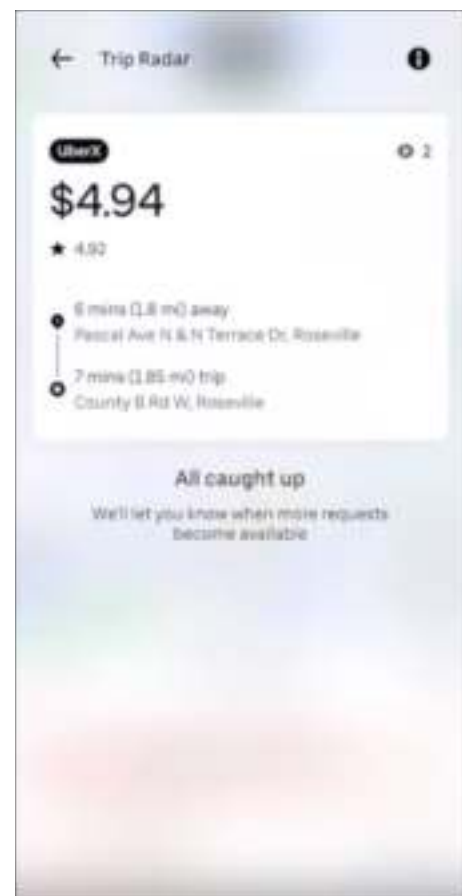 Trip Radar
UberX
2
$4.94
4.92
6 mins (1.8 mi) away
Pascal Ave N & N Terrace Dr, Roseville
7 mins (1.85 mi) trip
County B Rd W, Roseville
All caught up
We'll let you know when more requests
become available